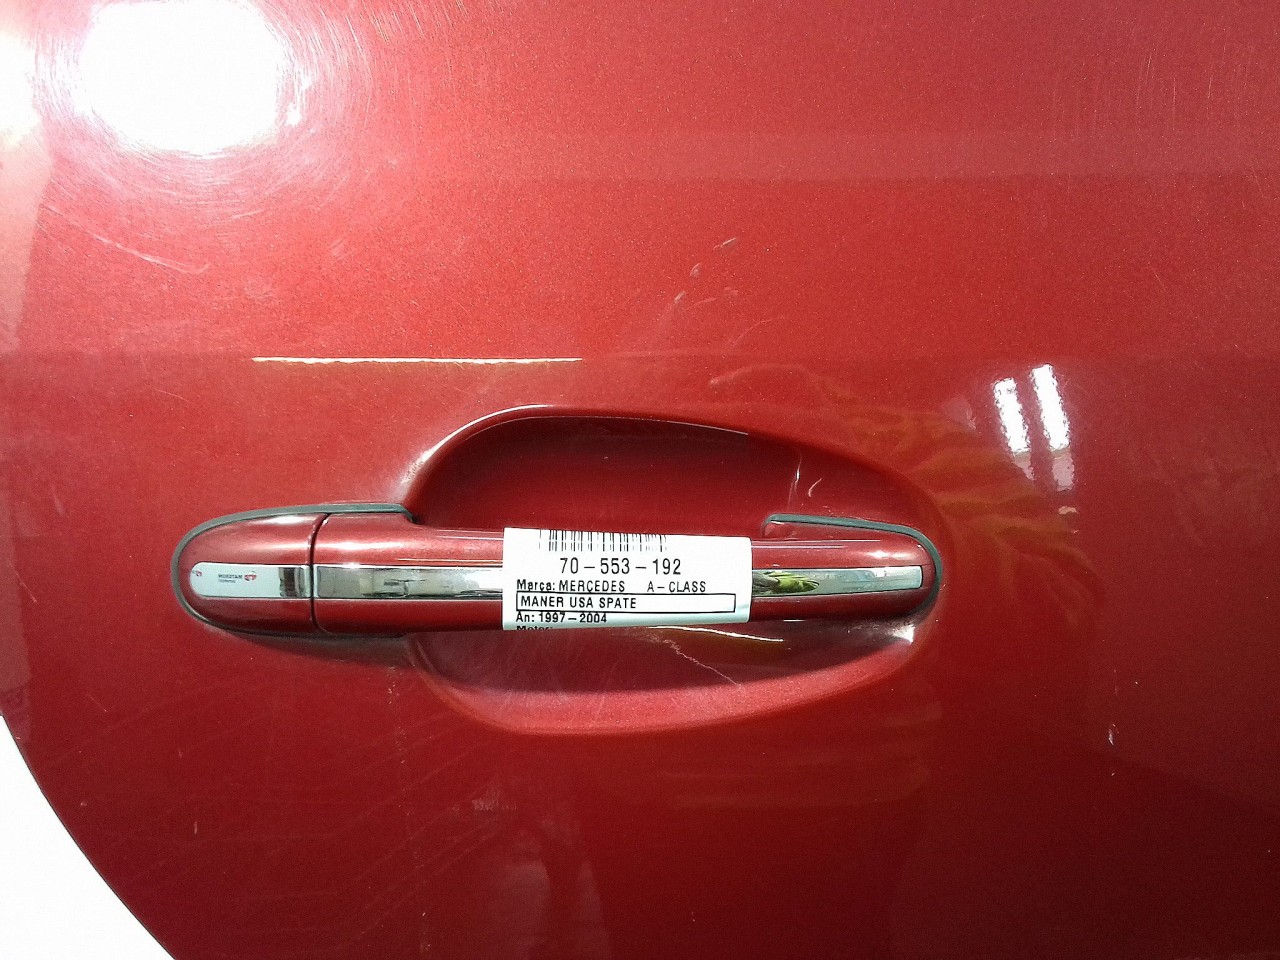 70-553-192
Marca: MERCEDES A-CLASS
MANER USA SPATE
An: 1997-2004